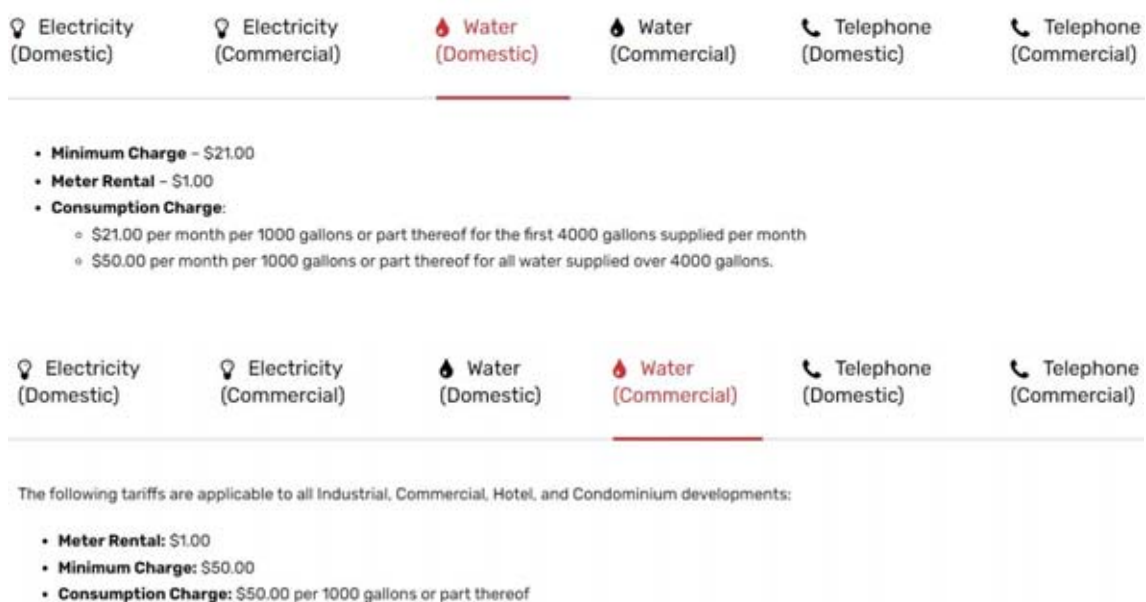 Electricity Electricity Water Water Telephone Telephone
(Domestic) (Commercial) (Domestic) (Commercial) (Domestic) (Commercial)
• Minimum Charge – $21.00
• Meter Rental – $1.00
• Consumption Charge:
◦ $21.00 per month per 1000 gallons or part thereof for the first 4000 gallons supplied per month
◦ $50.00 per month per 1000 gallons or part thereof for all water supplied over 4000 gallons.
Electricity Electricity Water Water Telephone Telephone
(Domestic) (Commercial) (Domestic) (Commercial) (Domestic) (Commercial)
The following tariffs are applicable to all Industrial, Commercial, Hotel, and Condominium developments:
• Meter Rental: $1.00
• Minimum Charge: $50.00
• Consumption Charge: $50.00 per 1000 gallons or part thereof